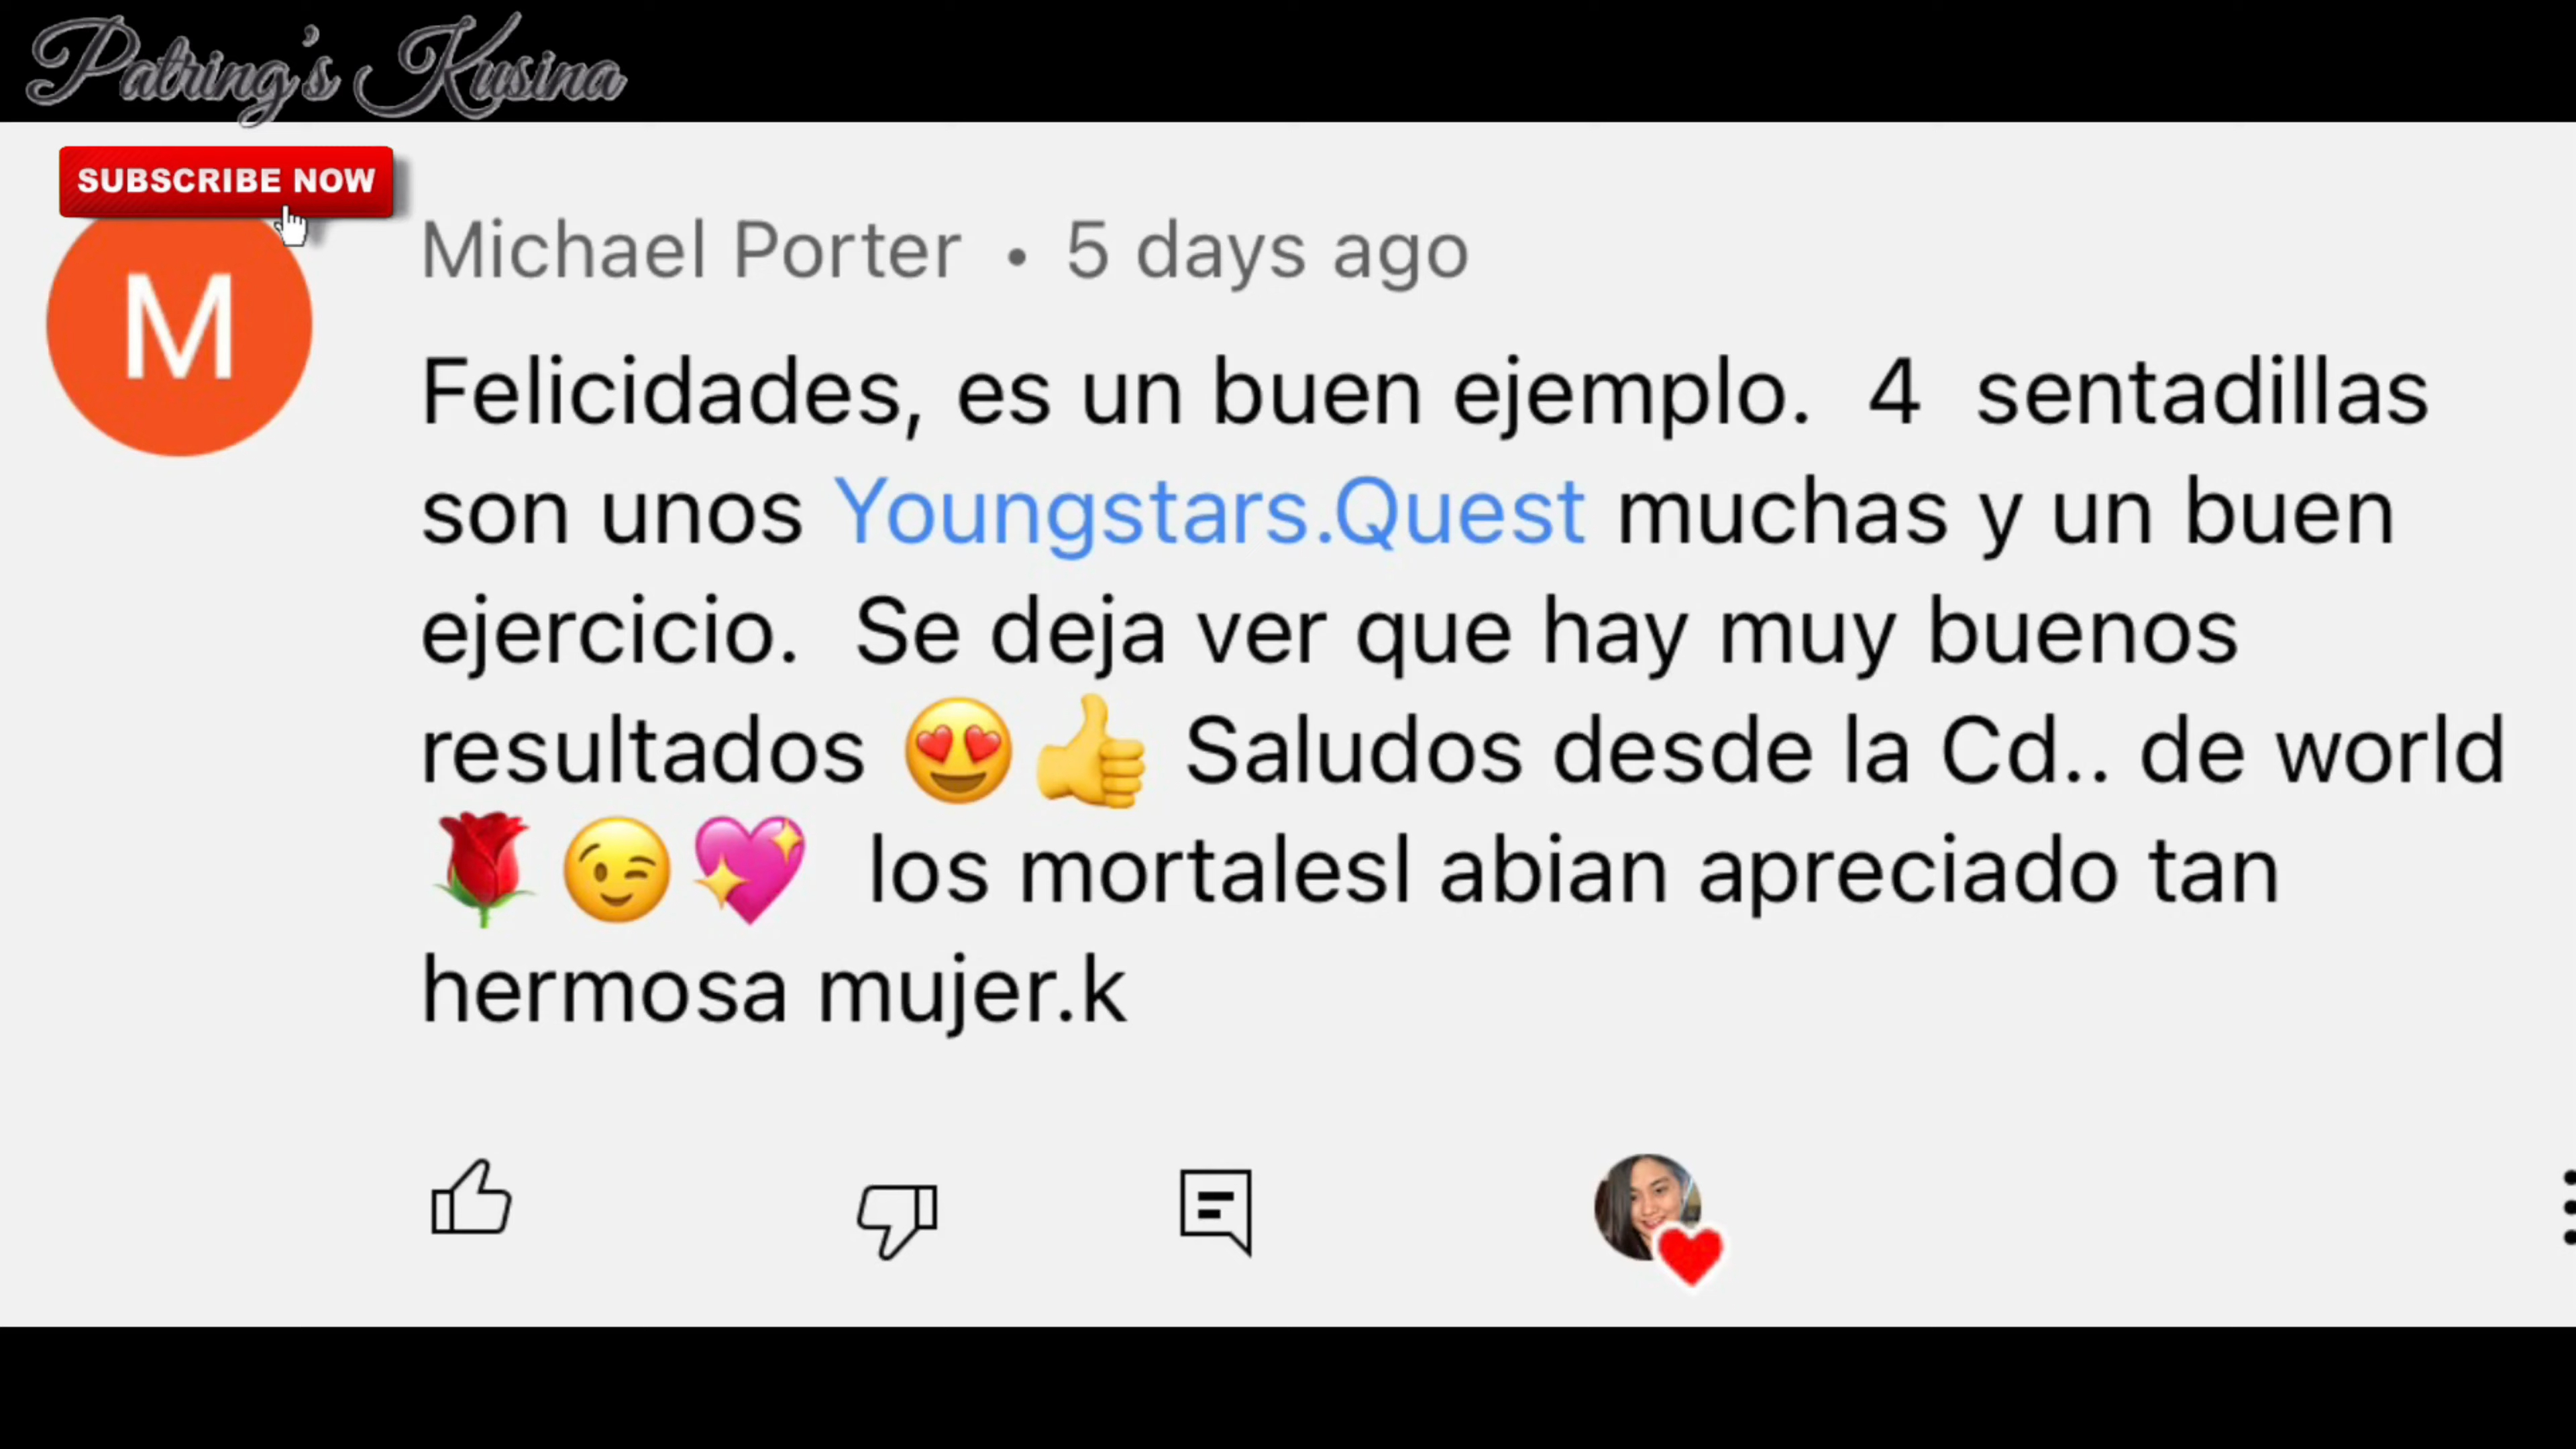 Patring's Kusina
SUBSCRIBE NOW
M
Michael Porter • 5 days ago
Felicidades, es un buen ejemplo. 4 sentadillas
son unos Youngstars.Quest muchas y un buen
ejercicio. Se deja ver que hay muy buenos
resultados 😍👍 Saludos desde la Cd.. de world
🌹😉💖 los mortalesl abian apreciado tan
hermosa mujer.k